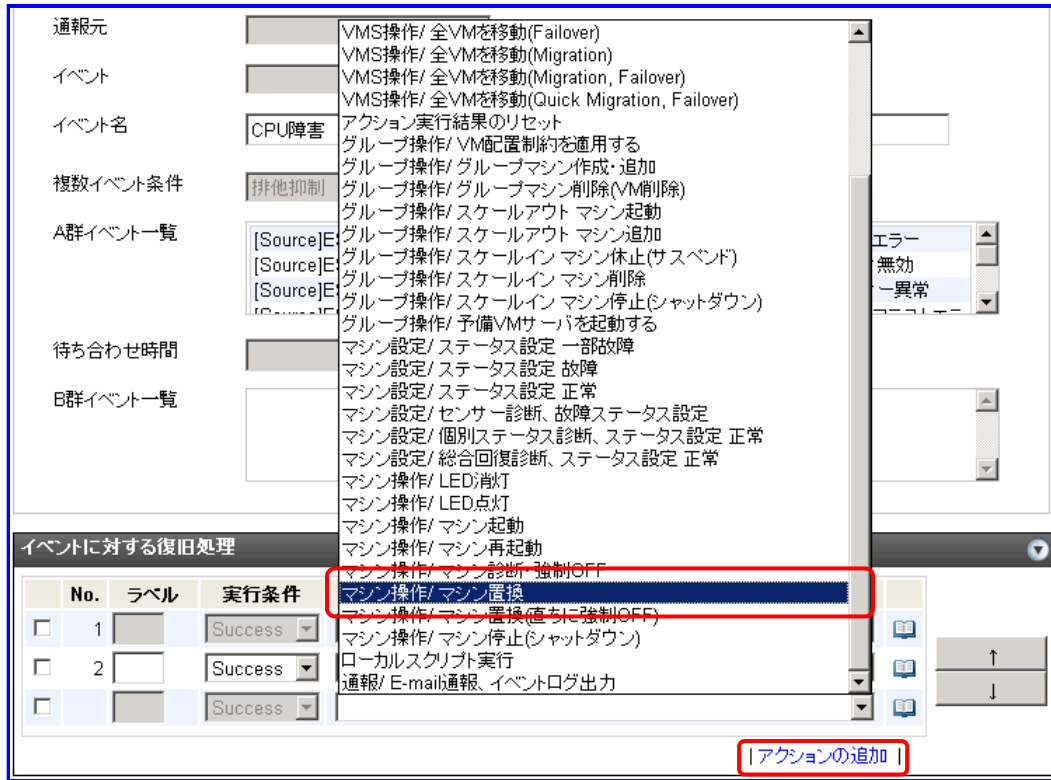 通報元
イベント
イベント名
CPU障害
複数イベント条件
排他抑制
A群イベント一覧
[Source]E
エラー
[Source]E
無効
[Source]E
ー異常
待ち合わせ時間
B群イベント一覧
VMS操作/ 全VMを移動(Failover)
VMS操作/ 全VMを移動(Migration)
VMS操作/ 全VMを移動(Migration, Failover)
VMS操作/ 全VMを移動(Quick Migration, Failover)
アクション実行結果のリセット
グループ操作/ VM配置制約を適用する
グループ操作/ グループマシン作成・追加
グループ操作/ グループマシン削除(VM削除)
グループ操作/ スケールアウト マシン起動
グループ操作/ スケールアウト マシン追加
グループ操作/ スケールイン マシン休止(サスペンド)
グループ操作/ スケールイン マシン削除
グループ操作/ スケールイン マシン停止(シャットダウン)
グループ操作/ 予備VMサーバを起動する
マシン設定/ ステータス設定 一部故障
マシン設定/ ステータス設定 故障
マシン設定/ ステータス設定 正常
マシン設定/ センサー診断、故障ステータス設定
マシン設定/ 個別ステータス診断、ステータス設定 正常
マシン設定/ 総合回復診断、ステータス設定 正常
マシン操作/ LED消灯
マシン操作/ LED点灯
マシン操作/ マシン起動
マシン操作/ マシン再起動
マシン操作/ マシン診断・強制OFF
マシン操作/ マシン置換
マシン操作/ マシン置換(直ちに強制OFF)
マシン操作/ マシン停止(シャットダウン)
ローカルスクリプト実行
通報/ E-mail通報、イベントログ出力
イベントに対する復旧処理
No. ラベル 実行条件
1 Success
2 Success
Success
↑
↓
| アクションの追加 |